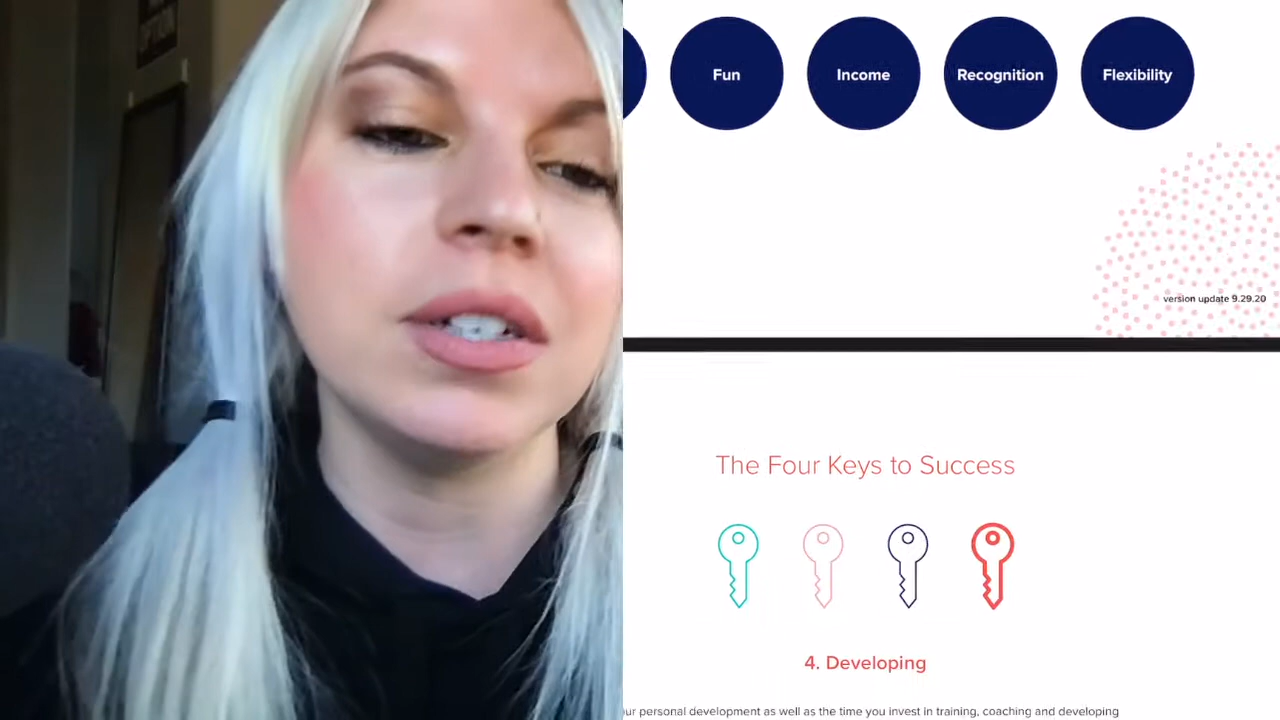 Fun
Income
Recognition
Flexibility
version update 9.29.20
The Four Keys to Success
4. Developing
personal development as well as the time you invest in training, coaching and developing